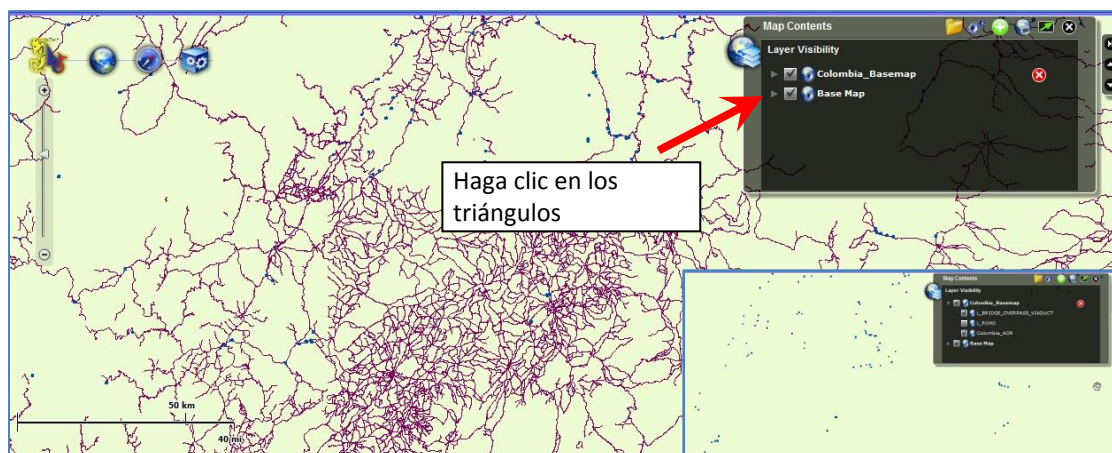 Map Contents
Layer Visibility
Colombia_Basemap
Base Map
Haga clic en los
triángulos
Map Contents
Layer Visibility
Colombia_Basemap
L_BRIDGE_OVERPASS_VIADUCT
L_ROAD
Colombia_AOR
Base Map
50 km
40 mi